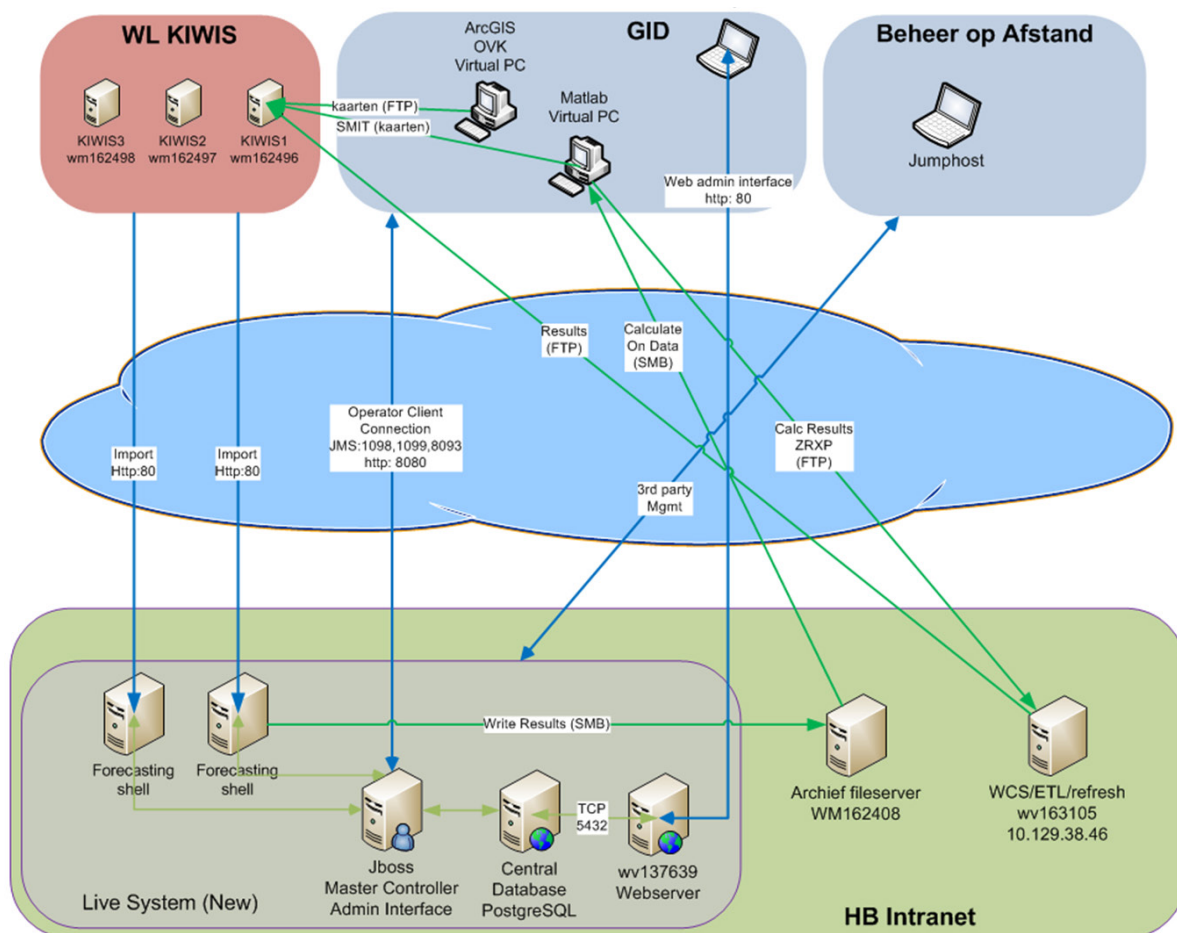 WL KIWIS
KIWIS3
wm162498
KIWIS2
wm162497
KIWIS1
wm162496
GID
ArcGIS
OVK
Virtual PC
Matlab
Virtual PC
kaarten (FTP)
SMIT (kaarten)
Web admin interface
http: 80
Beheer op Afstand
Jumphost
Results
(FTP)
Calculate
On Data
(SMB)
Import
Http:80
Import
Http:80
Operator Client
Connection
JMS:1098,1099,8093
http: 8080
Calc Results
ZRXP
(FTP)
3rd party
Mgmt
Forecasting
shell
Forecasting
shell
Write Results (SMB)
Archief fileserver
WM162408
WCS/ETL/refresh
wv163105
10.129.38.46
TCP
5432
Jboss
Master Controller
Admin Interface
Central
Database
PostgreSQL
wv137639
Webserver
Live System (New)
HB Intranet